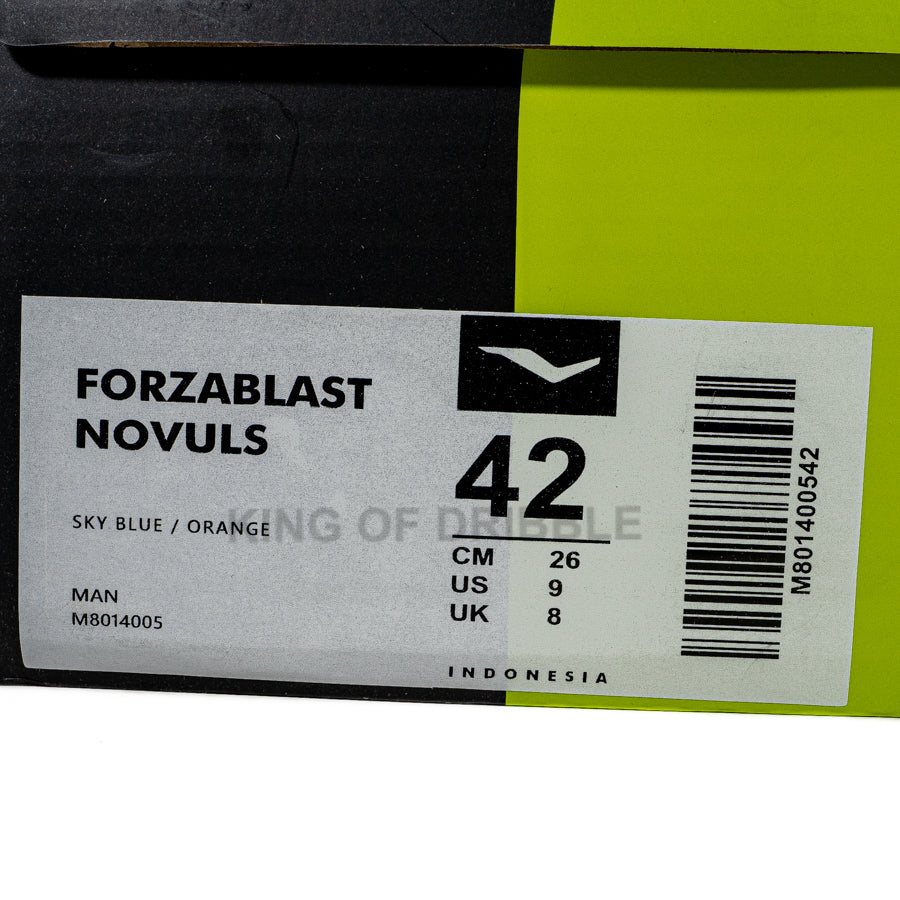 FORZABLAST
NOVULS
SKY BLUE / ORANGE
MAN
M8014005
42
CM 26
US 9
UK 8
INDONESIA
M801400542
KING OF DRIBBLE